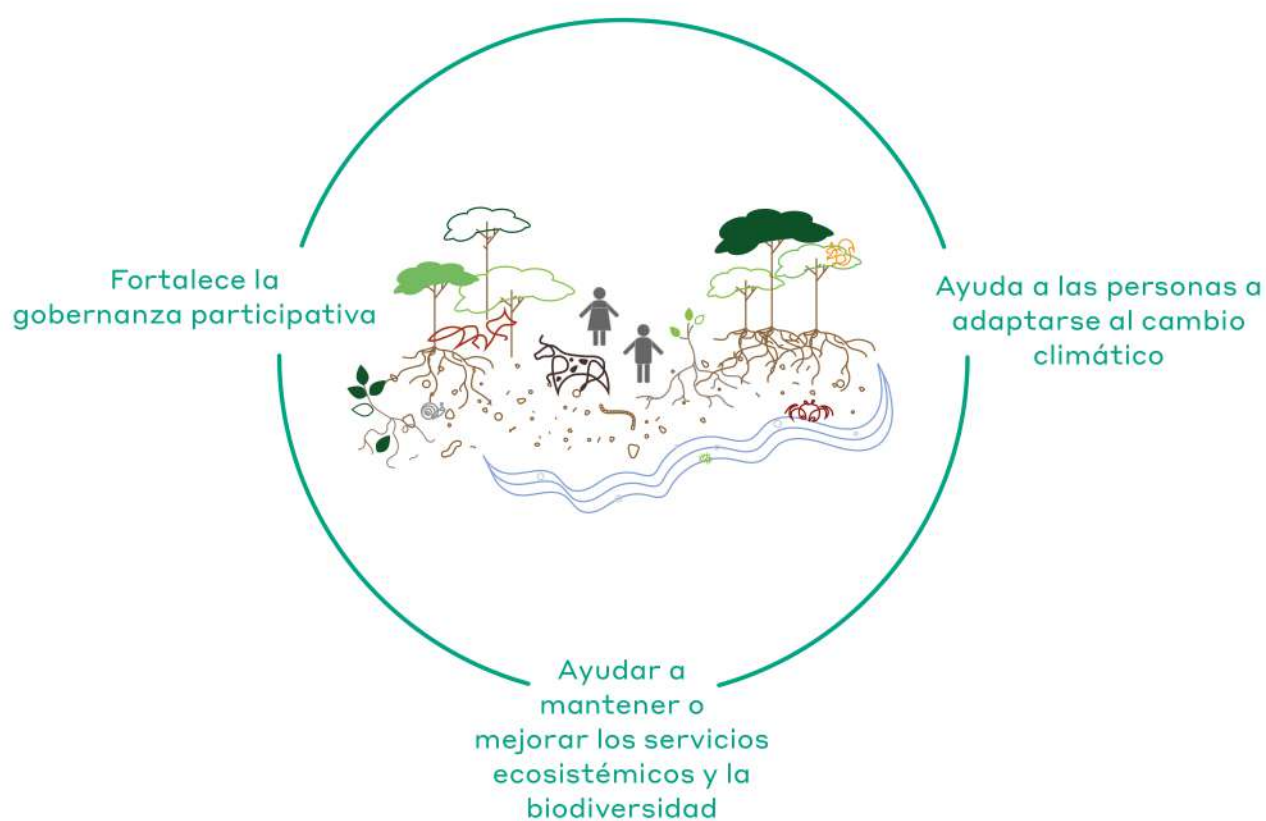 Fortalece la
gobernanza participativa
Ayuda a las personas a
adaptarse al cambio
climático
Ayudar a
mantener o
mejorar los servicios
ecosistémicos y la
biodiversidad